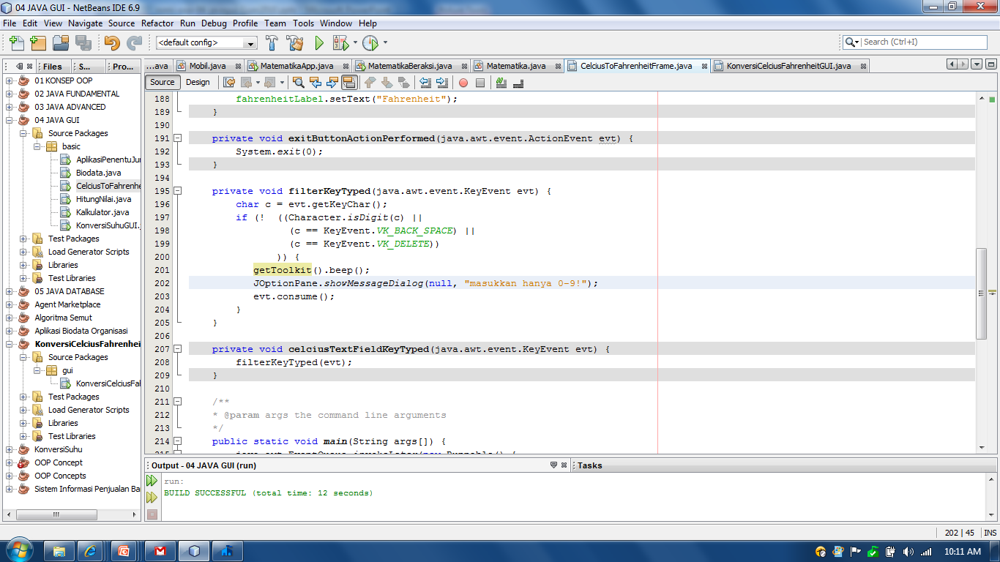 04 JAVA GUI - NetBeans IDE 6.9
File Edit View Navigate Source Refactor Run Debug Profile Team Tools Window Help
<default config>
Search (Ctrl+I)
Files S... Pro...
...ava Mobil.java MatematikaApp.java MatematikaBeraksi.java Matematika.java CelciusToFahrenheitFrame.java KonversiCelciusFahrenheitGUI.java
Source Design
01 KONSEP OOP
02 JAVA FUNDAMENTAL
03 JAVA ADVANCED
04 JAVA GUI
Source Packages
basic
AplikasiPenentuJur
Biodata.java
CelciusToFahrenhe
HitungNilai.java
Kalkulator.java
KonversiSuhuGUI.
Test Packages
Load Generator Scripts
Libraries
Test Libraries
05 JAVA DATABASE
Agent Marketplace
Algoritma Semut
Aplikasi Biodata Organisasi
KonversiCelciusFahrenhei
Source Packages
gui
KonversiCelciusFal
Test Packages
Load Generator Scripts
Libraries
Test Libraries
KonversiSuhu
OOP Concept
OOP Concepts
Sistem Informasi Penjualan Ba
188 fahrenheitLabel.setText("Fahrenheit");
189 }
190
191 private void exitButtonActionPerformed(java.awt.event.ActionEvent evt) {
192 System.exit(0);
193 }
194
195 private void filterKeyTyped(java.awt.event.KeyEvent evt) {
196 char c = evt.getKeyChar();
197 if (! ((Character.isDigit(c) ||
198 (c == KeyEvent.VK_BACK_SPACE) ||
199 (c == KeyEvent.VK_DELETE))
200 )) {
201 getToolkit().beep();
202 JOptionPane.showMessageDialog(null, "masukkan hanya 0-9!");
203 evt.consume();
204 }
205 }
206
207 private void celciusTextFieldKeyTyped(java.awt.event.KeyEvent evt) {
208 filterKeyTyped(evt);
209 }
210
211 /**
212 * @param args the command line arguments
213 */
214 public static void main(String args[]) {
Output - 04 JAVA GUI (run)
Tasks
run:
BUILD SUCCESSFUL (total time: 12 seconds)
202 | 45 INS
10:11 AM